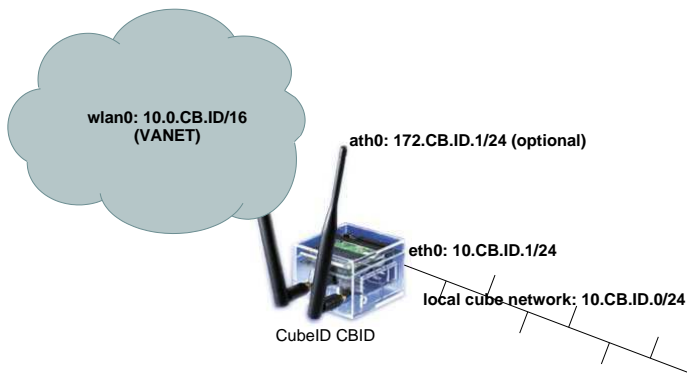 wlan0: 10.0.CB.ID/16
(VANET)
ath0: 172.CB.ID.1/24 (optional)
eth0: 10.CB.ID.1/24
local cube network: 10.CB.ID.0/24
CubeID CBID